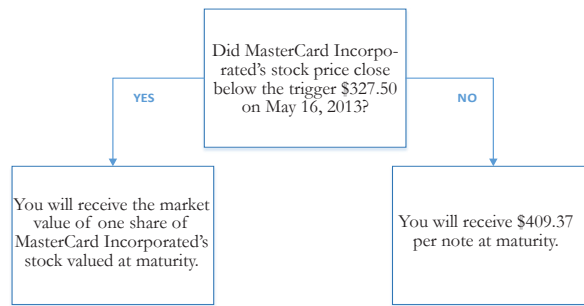 Did MasterCard Incorpo-
rated's stock price close
below the trigger $327.50
on May 16, 2013?
YES
NO
You will receive the market
value of one share of
MasterCard Incorporated's
stock valued at maturity.
You will receive $409.37
per note at maturity.